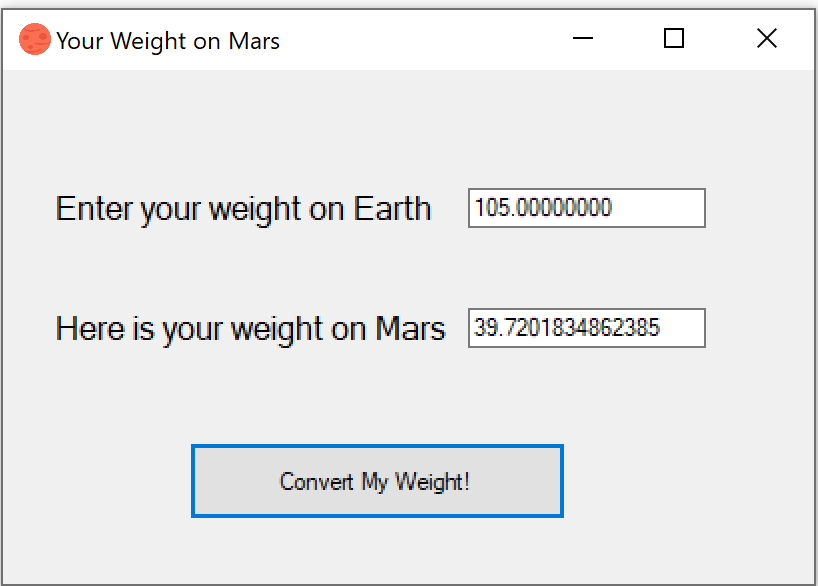 Your Weight on Mars
Enter your weight on Earth 105.00000000
Here is your weight on Mars 39.7201834862385
Convert My Weight!